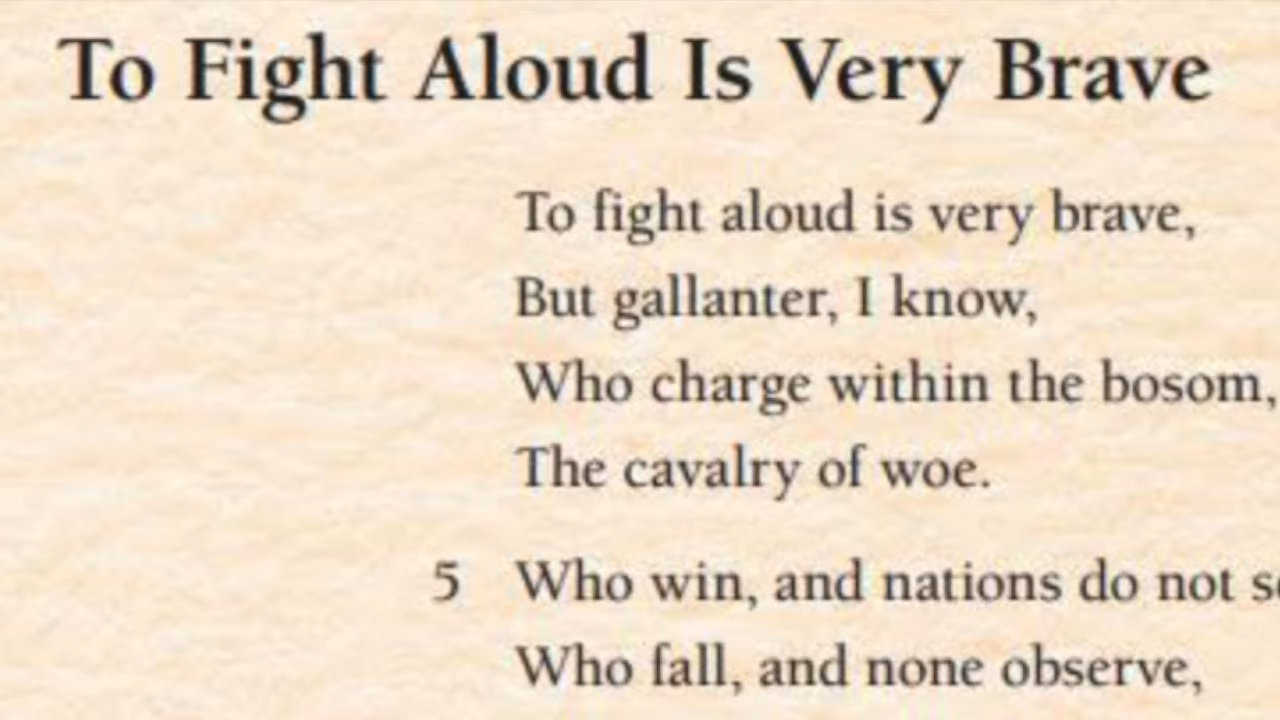 To Fight Aloud Is Very Brave
To fight aloud is very brave,
But gallanter, I know,
Who charge within the bosom,
The cavalry of woe.
5 Who win, and nations do not
Who fall, and none observe,